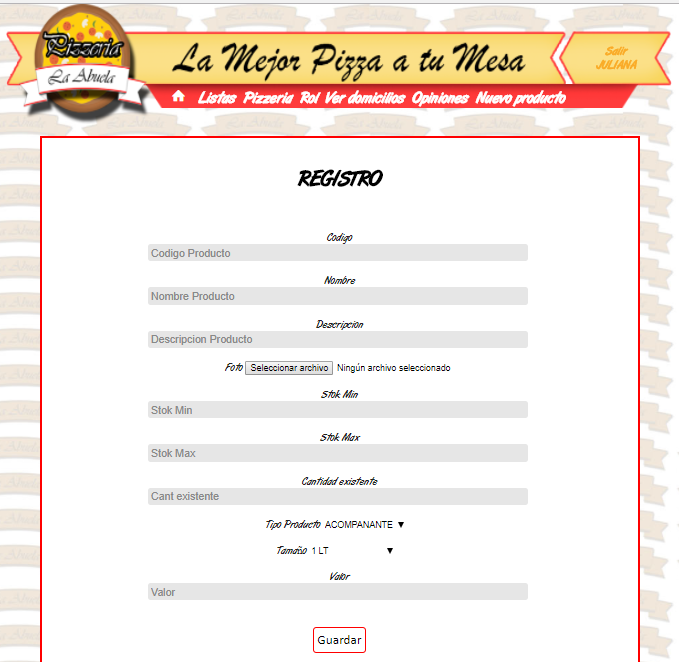 Pizzeria
La Abuela
La Mejor Pizza a tu Mesa
Salir
JULIANA
Listas Pizzeria Rol Ver domicilios Opiniones Nuevo producto
REGISTRO
Codigo
Codigo Producto
Nombre
Nombre Producto
Descripcion
Descripcion Producto
Foto Seleccionar archivo Ningún archivo seleccionado
Stok Min
Stok Min
Stok Max
Stok Max
Cantidad existente
Cant existente
Tipo Producto ACOMPANANTE
Tamaño 1 LT
Valor
Valor
Guardar